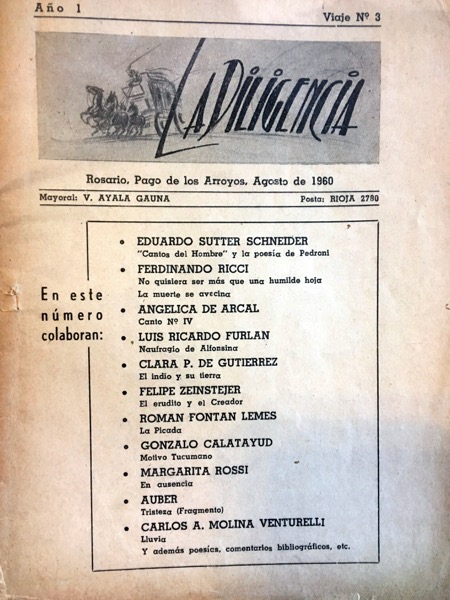 Año 1
Viaje Nº 3
LA DILIGENCIA
Rosario, Pago de los Arroyos, Agosto de 1960
Mayoral: V. AYALA GAUNA
Posta: RIOJA 2780
En este
número
colaboran:
EDUARDO SUTTER SCHNEIDER
"Cantos del Hombre" y la poesía de Pedroni
FERDINANDO RICCI
No quisiera ser más que una humilde hoja
La muerte se avecina
ANGELICA DE ARCAL
Canto Nº IV
LUIS RICARDO FURLAN
Naufragio de Alfonsina
CLARA P. DE GUTIERREZ
El indio y su tierra
FELIPE ZEINSTEJER
El erudito y el Creador
ROMAN FONTAN LEMES
La Picada
GONZALO CALATAYUD
Motivo Tucumano
MARGARITA ROSSI
En ausencia
AUBER
Tristeza (Fragmento)
CARLOS A. MOLINA VENTURELLI
Lluvia
Y además poesías, comentarios bibliográficos, etc.